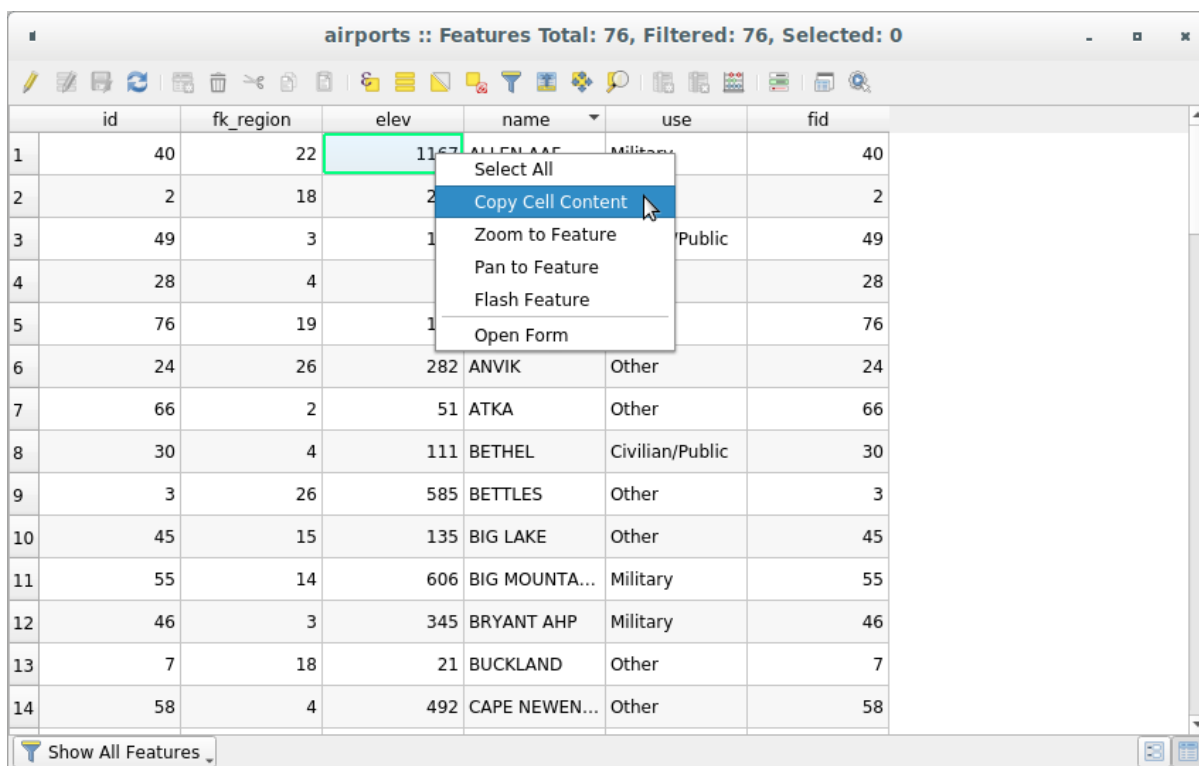 airports :: Features Total: 76, Filtered: 76, Selected: 0
id fk_region elev name use fid
1 40 22 1167 ALLEN AAF Military 40
Select All
2 2 18 2
Copy Cell Content
3 49 3 /Public 49
Zoom to Feature
4 28 4 28
Pan to Feature
Flash Feature
5 76 19 76
Open Form
6 24 26 282 ANVIK Other 24
7 66 2 51 ATKA Other 66
8 30 4 111 BETHEL Civilian/Public 30
9 3 26 585 BETTLES Other 3
10 45 15 135 BIG LAKE Other 45
11 55 14 606 BIG MOUNTA... Military 55
12 46 3 345 BRYANT AHP Military 46
13 7 18 21 BUCKLAND Other 7
14 58 4 492 CAPE NEWEN... Other 58
Show All Features